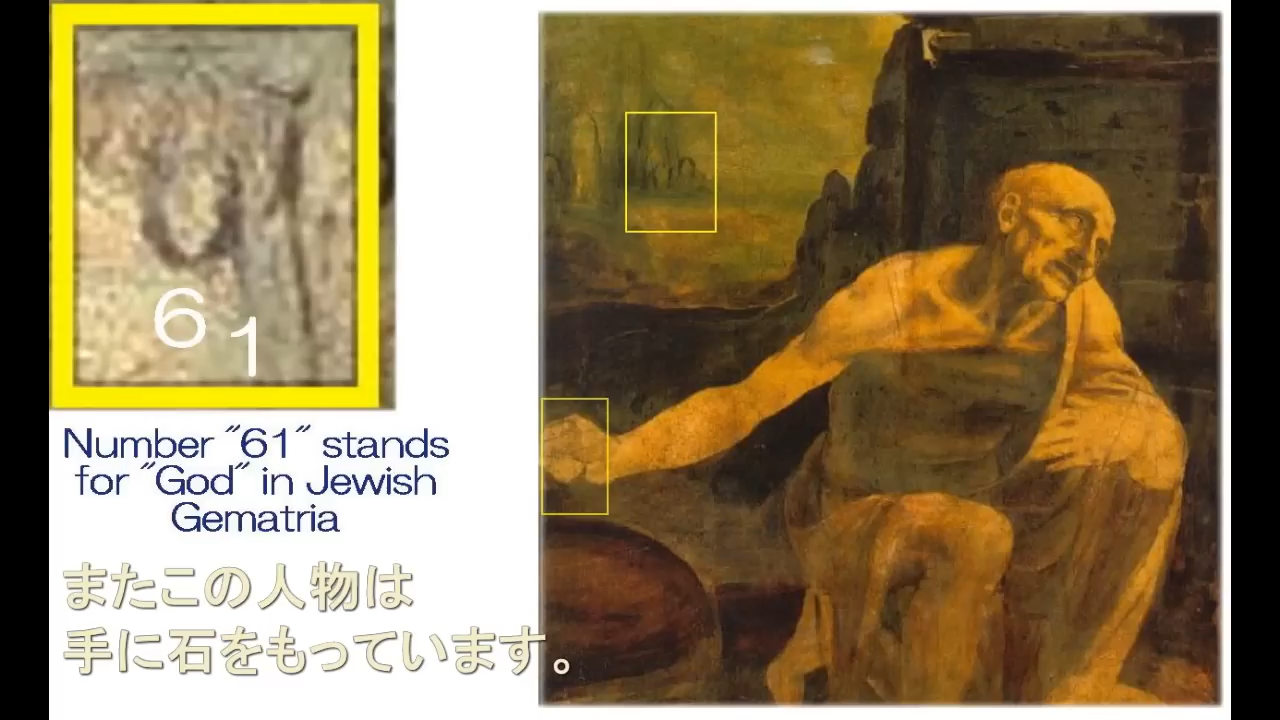 6
1
Number "61" stands
for "God" in Jewish
Gematria
またこの人物は
手に石をもっています。